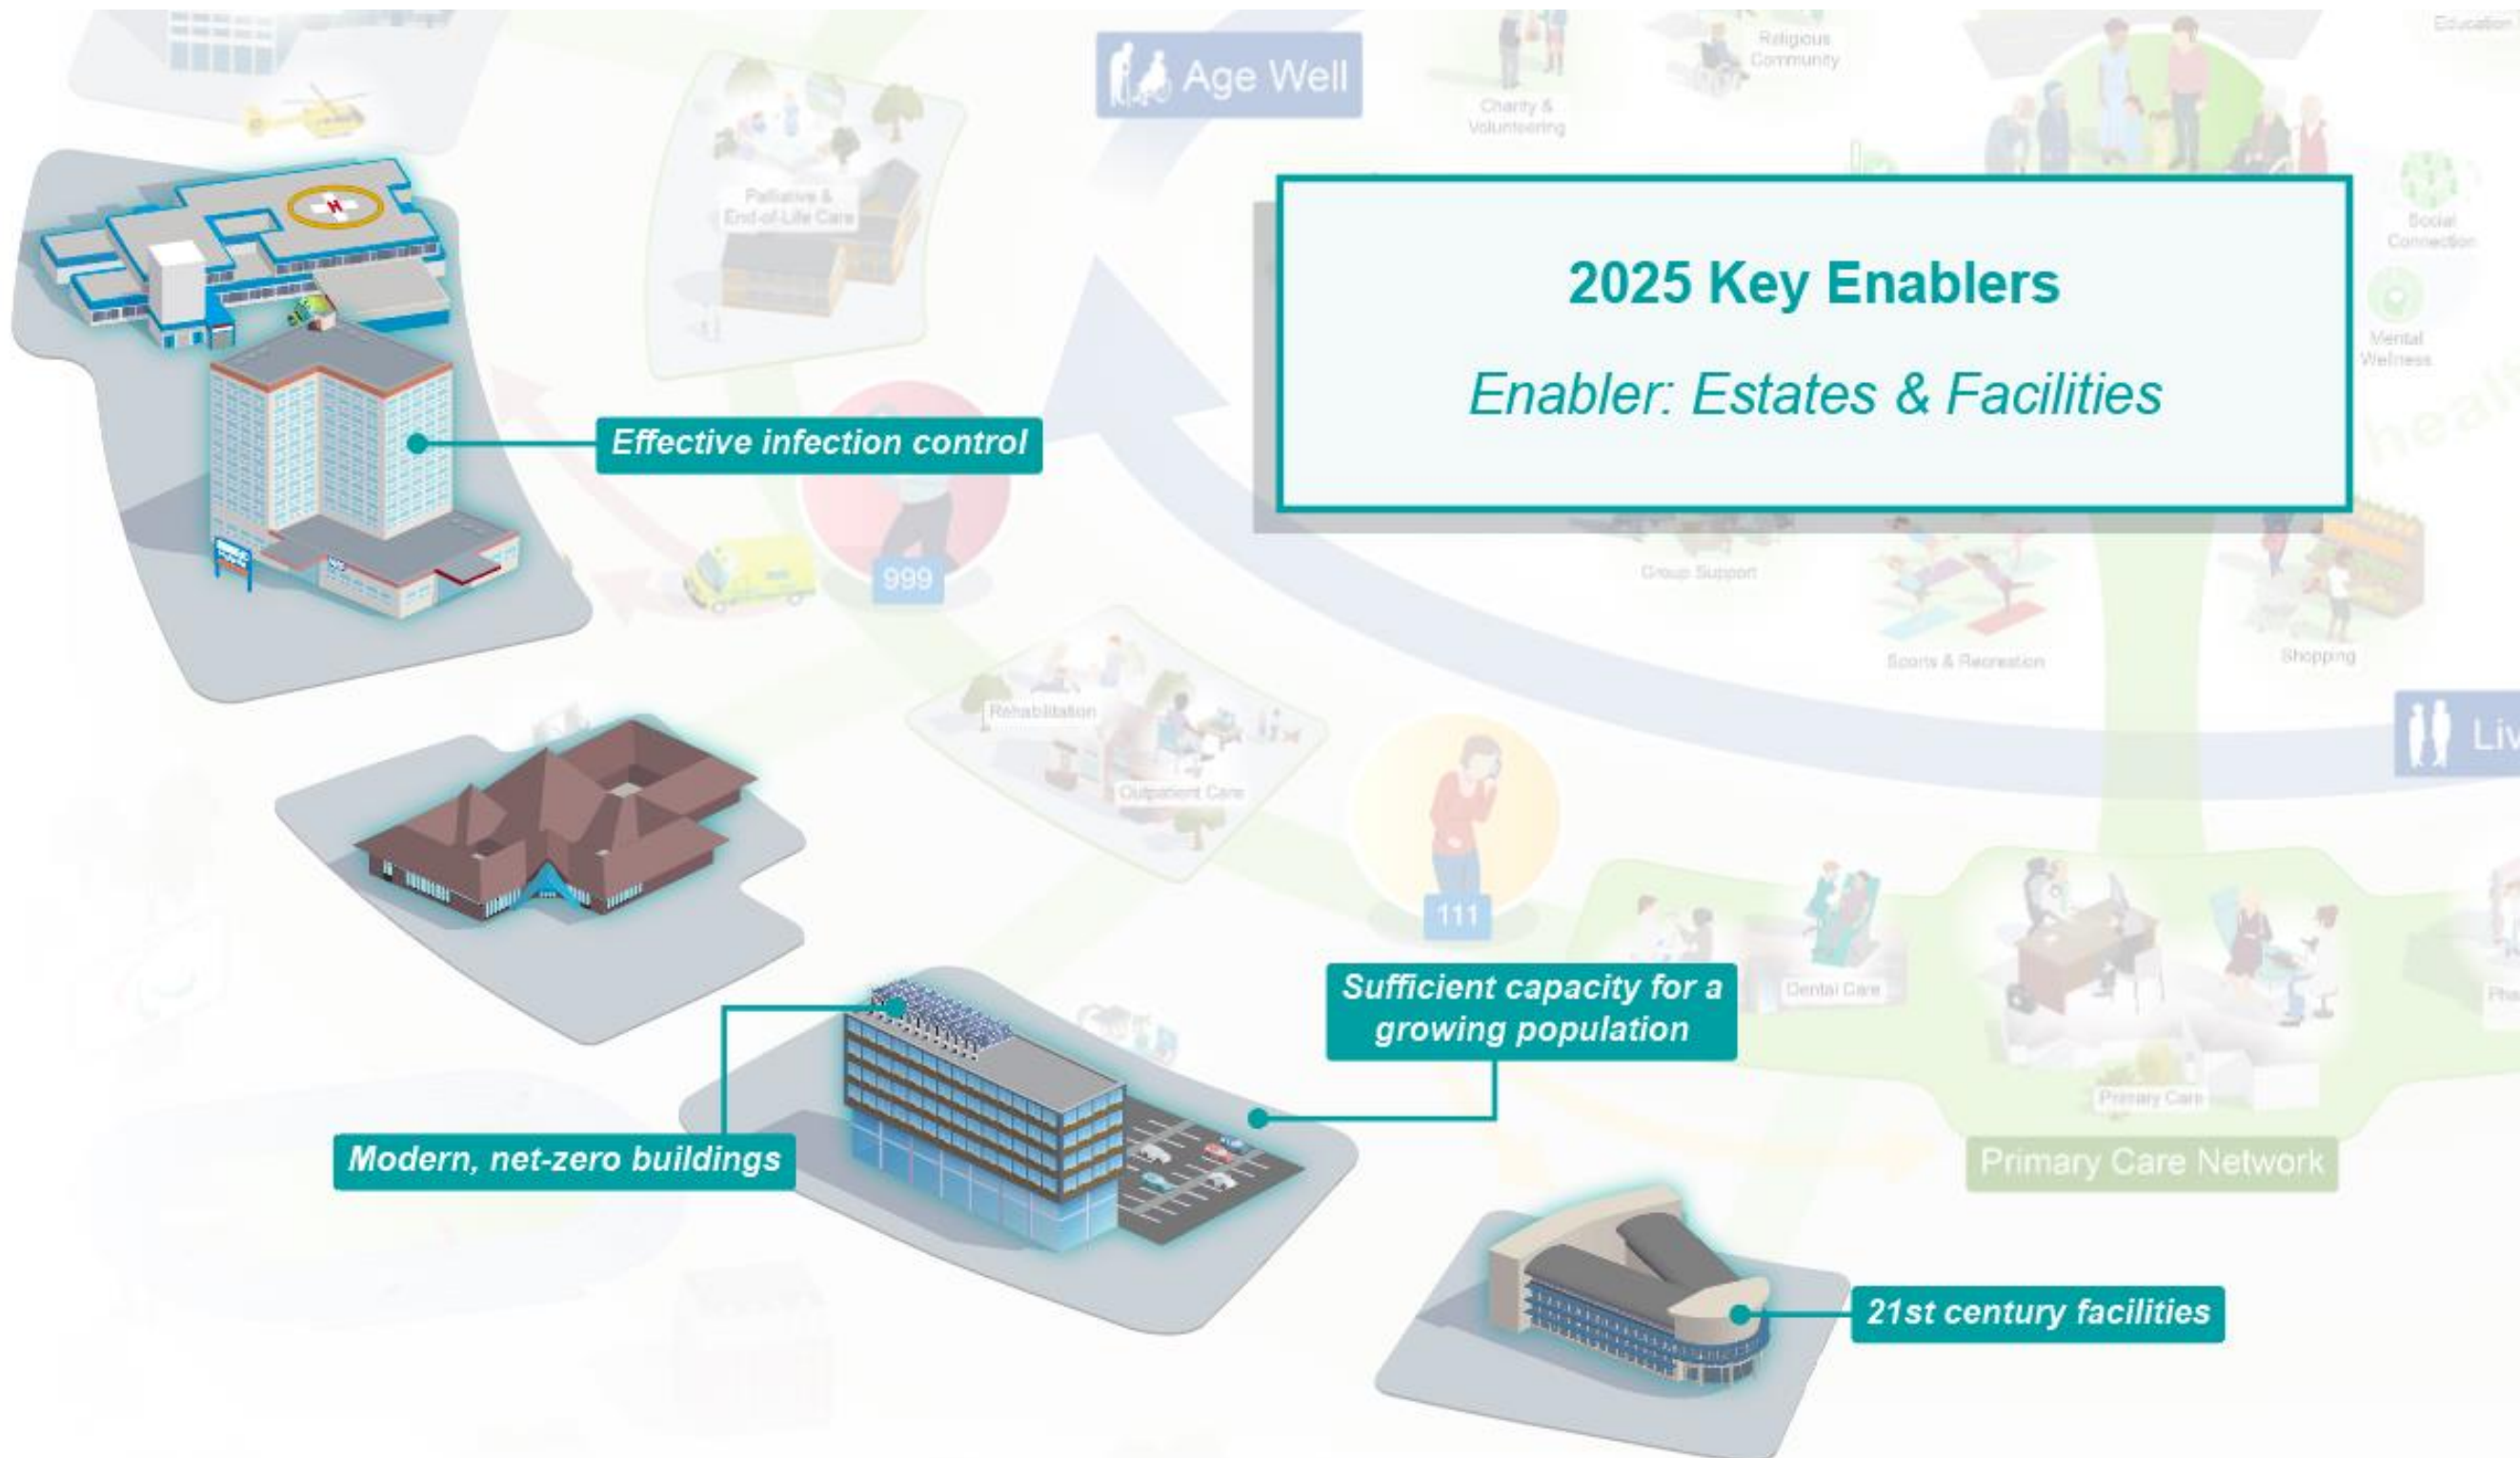 Education
Age Well
Religious
Community
Charity &
Volunteering
Palliative &
End-of-Life Care
H
2025 Key Enablers
Enabler: Estates & Facilities
Social
Connection
Mental
Wellness
Effective infection control
999
Group Support
Sports & Recreation
Shopping
Rehabilitation
Outpatient Care
Liv
111
Sufficient capacity for a
growing population
Dental Care
Primary Care
Primary Care Network
Modern, net-zero buildings
21st century facilities